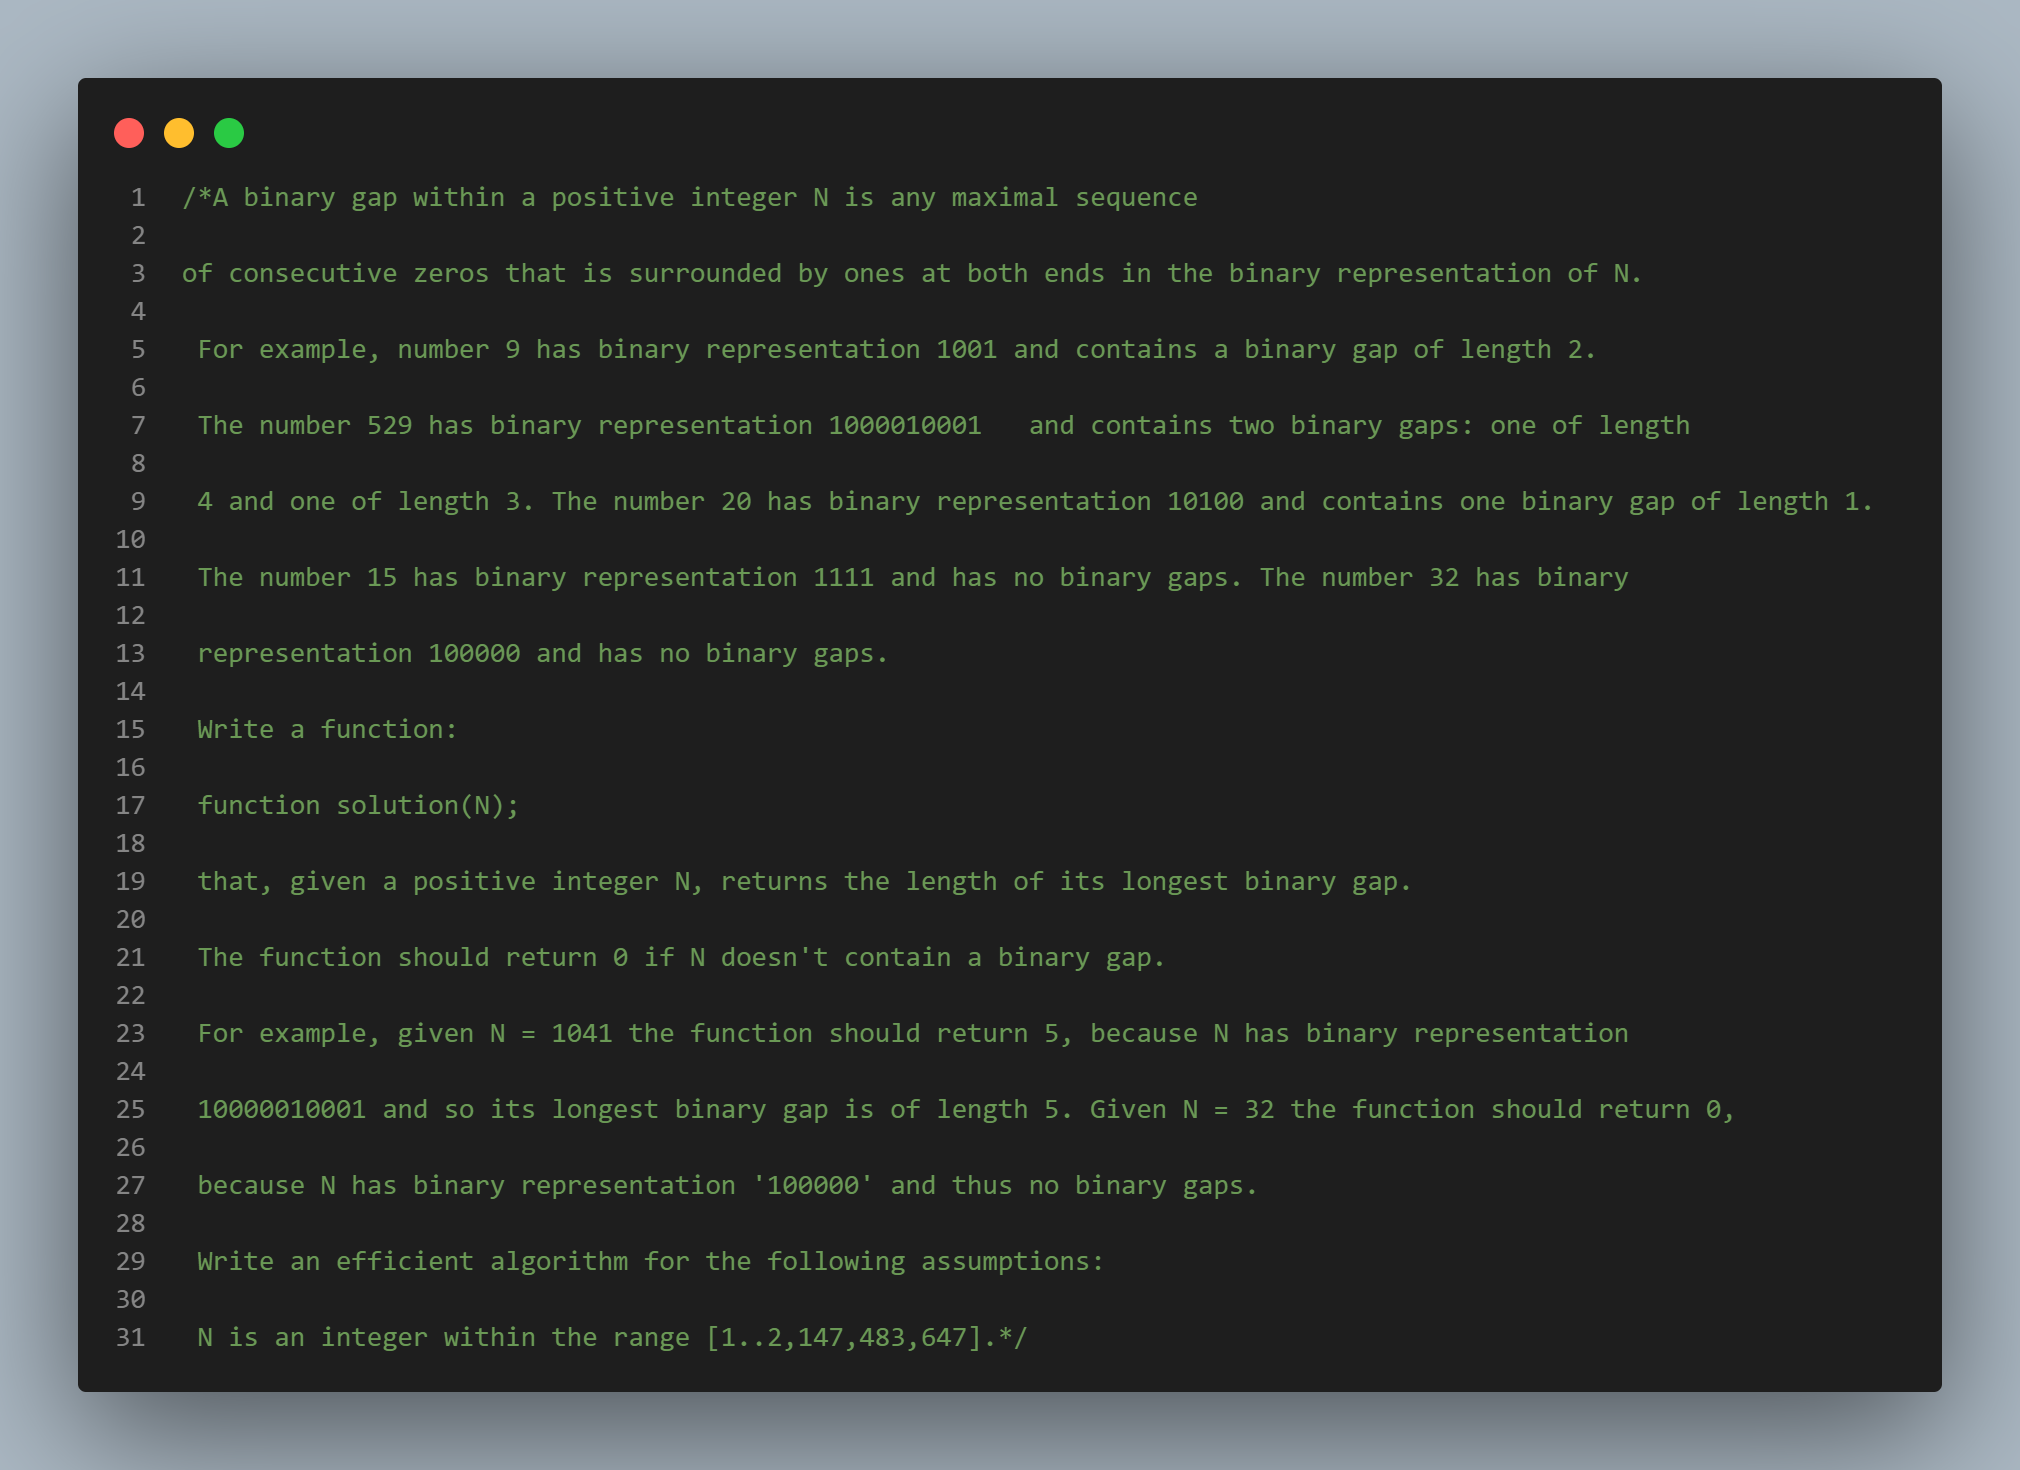 1 /*A binary gap within a positive integer N is any maximal sequence
2
3 of consecutive zeros that is surrounded by ones at both ends in the binary representation of N.
4
5 For example, number 9 has binary representation 1001 and contains a binary gap of length 2.
6
7 The number 529 has binary representation 1000010001   and contains two binary gaps: one of length
8
9 4 and one of length 3. The number 20 has binary representation 10100 and contains one binary gap of length 1.
10
11 The number 15 has binary representation 1111 and has no binary gaps. The number 32 has binary
12
13 representation 100000 and has no binary gaps.
14
15 Write a function:
16
17 function solution(N);
18
19 that, given a positive integer N, returns the length of its longest binary gap.
20
21 The function should return 0 if N doesn't contain a binary gap.
22
23 For example, given N = 1041 the function should return 5, because N has binary representation
24
25 10000010001 and so its longest binary gap is of length 5. Given N = 32 the function should return 0,
26
27 because N has binary representation '100000' and thus no binary gaps.
28
29 Write an efficient algorithm for the following assumptions:
30
31 N is an integer within the range [1..2,147,483,647].*/